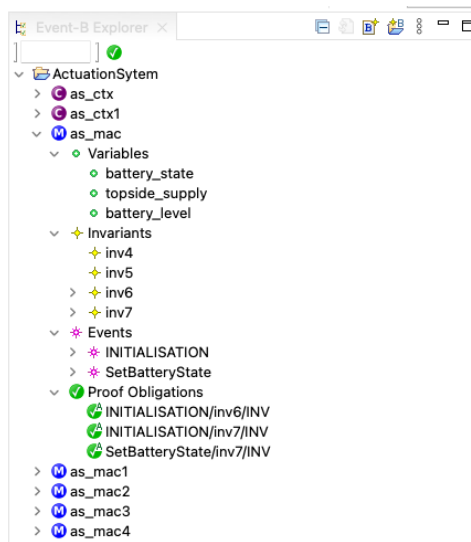 Event-B Explorer
ActuationSytem
C as_ctx
C as_ctx1
M as_mac
Variables
battery_state
topside_supply
battery_level
Invariants
inv4
inv5
inv6
inv7
Events
INITIALISATION
SetBatteryState
Proof Obligations
A INITIALISATION/inv6/INV
A INITIALISATION/inv7/INV
A SetBatteryState/inv7/INV
M as_mac1
M as_mac2
M as_mac3
M as_mac4